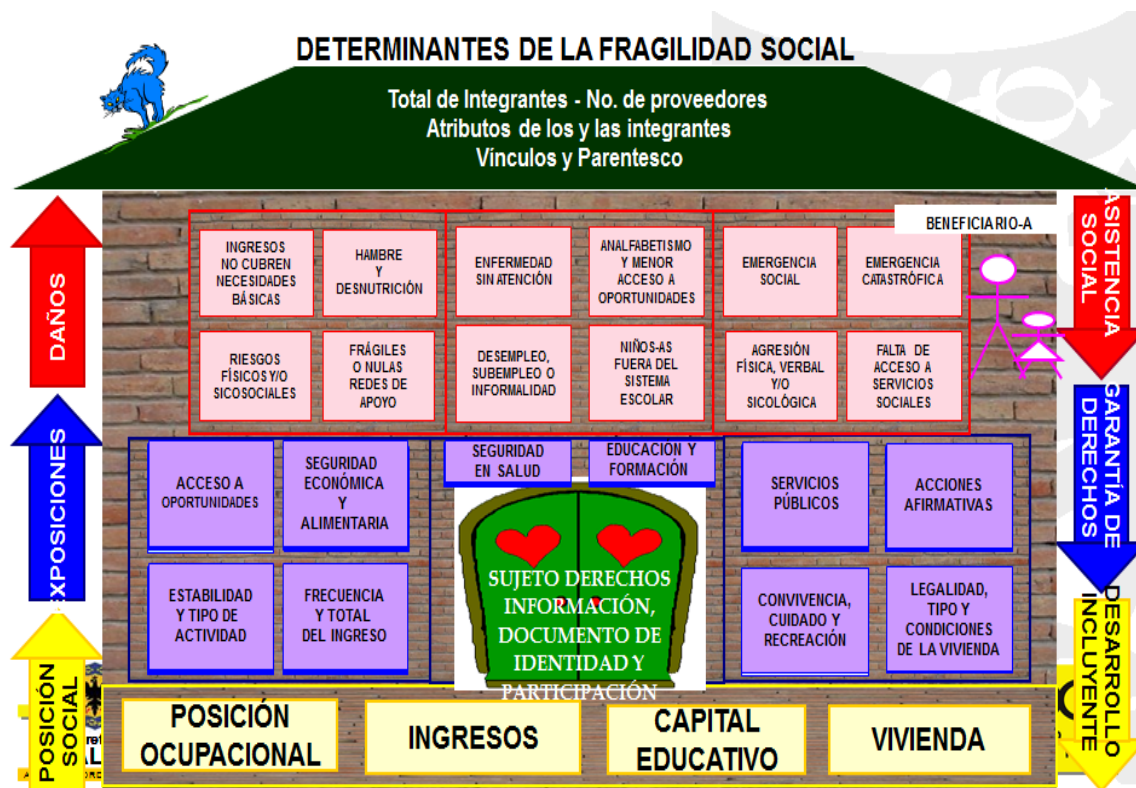 DETERMINANTES DE LA FRAGILIDAD SOCIAL
Total de Integrantes - No. de proveedores
Atributos de los y las integrantes
Vínculos y Parentesco
DAÑOS
EXPOSICIONES
POSICIÓN
SOCIAL
BENEFICIARIO-A
INGRESOS
NO CUBREN
NECESIDADES
BÁSICAS
HAMBRE
Y
DESNUTRICIÓN
ENFERMEDAD
SIN ATENCIÓN
ANALFABETISMO
Y MENOR
ACCESO A
OPORTUNIDADES
EMERGENCIA
SOCIAL
EMERGENCIA
CATASTRÓFICA
RIESGOS
FÍSICOS Y/O
SICOSOCIALES
FRÁGILES
O NULAS
REDES DE
APOYO
DESEMPLEO,
SUBEMPLEO O
INFORMALIDAD
NIÑOS-AS
FUERA DEL
SISTEMA
ESCOLAR
AGRESIÓN
FÍSICA, VERBAL
Y/O
SICOLÓGICA
FALTA DE
ACCESO A
SERVICIOS
SOCIALES
ACCESO A
OPORTUNIDADES
SEGURIDAD
ECONÓMICA
Y
ALIMENTARIA
SEGURIDAD
EN SALUD
EDUCACIÓN Y
FORMACIÓN
SERVICIOS
PÚBLICOS
ACCIONES
AFIRMATIVAS
ESTABILIDAD
Y TIPO DE
ACTIVIDAD
FRECUENCIA
Y TOTAL
DEL INGRESO
SUJETO DERECHOS
INFORMACIÓN,
DOCUMENTO DE
IDENTIDAD Y
PARTICIPACIÓN
CONVIVENCIA,
CUIDADO Y
RECREACIÓN
LEGALIDAD,
TIPO Y
CONDICIONES
DE LA VIVIENDA
POSICIÓN
OCUPACIONAL
INGRESOS
CAPITAL
EDUCATIVO
VIVIENDA
ASISTENCIA
SOCIAL
GARANTÍA DE
DERECHOS
DESARROLLO
INCLUYENTE